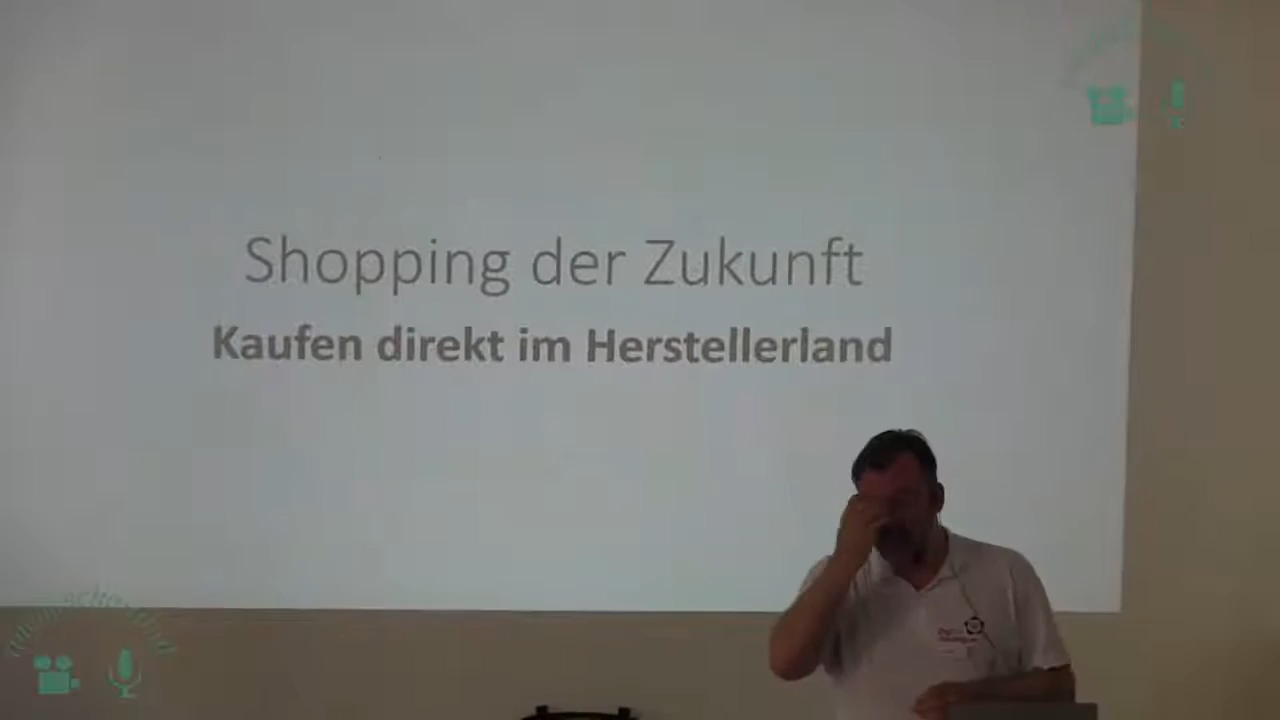 Shopping der Zukunft
Kaufen direkt im Herstellerland